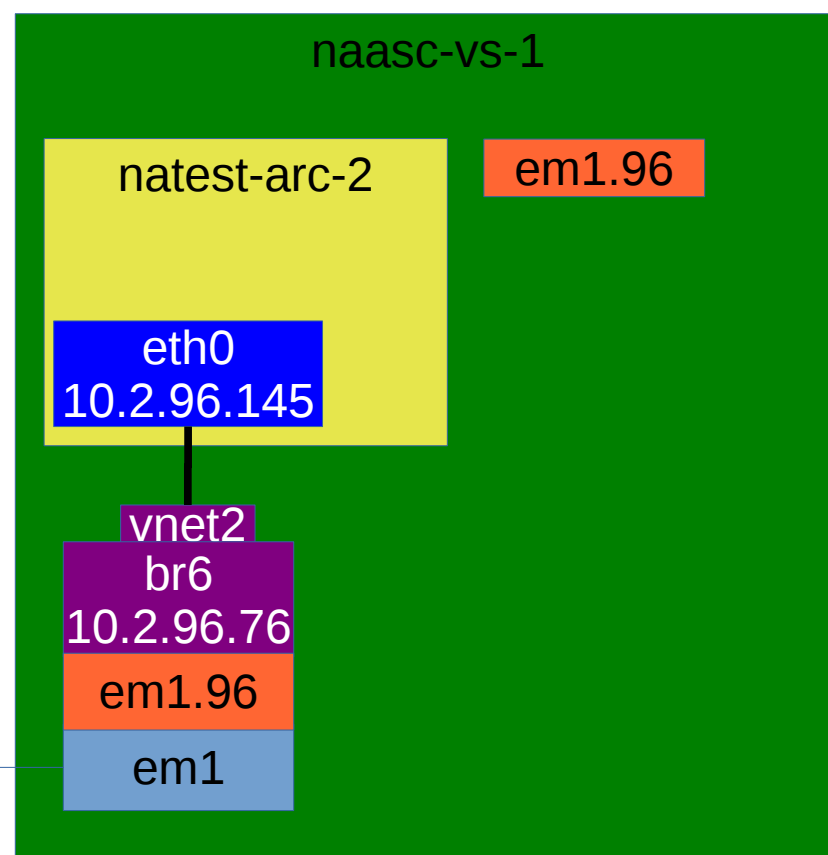 naasc-vs-1
natest-arc-2
em1.96
eth0
10.2.96.145
vnet2
br6
10.2.96.76
em1.96
em1